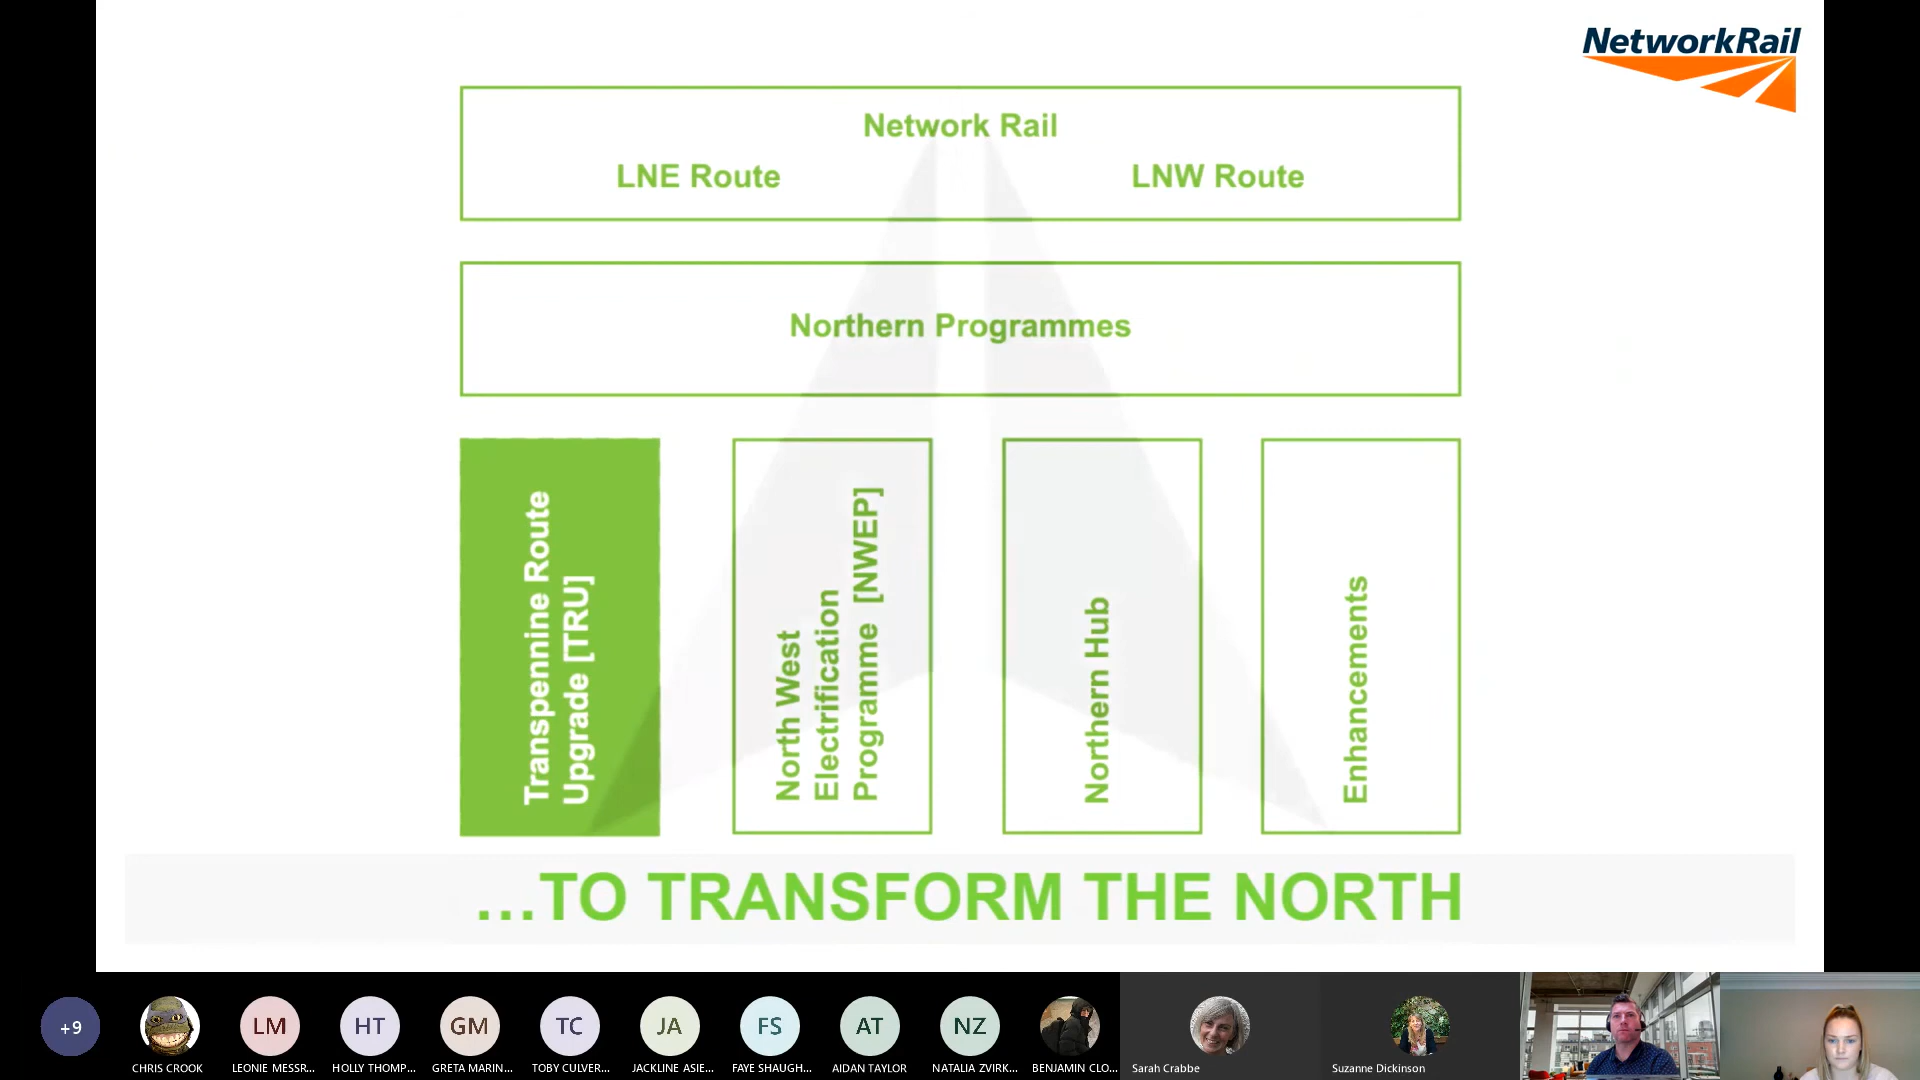 NetworkRail
Network Rail
LNE Route
LNW Route
Northern Programmes
Transpennine Route
Upgrade [TRU]
North West
Electrification
Programme [NWEP]
Northern Hub
Enhancements
...TO TRANSFORM THE NORTH
+9
LM
HT
GM
TC
JA
FS
AT
NZ
CHRIS CROOK
LEONIE MESSR...
HOLLY THOMP...
GRETA MARIN...
TOBY CULVER...
JACKLINE ASIE...
FAYE SHAUGH...
AIDAN TAYLOR
NATALIA ZVIRK...
BENJAMIN CLO...
Sarah Crabbe
Suzanne Dickinson